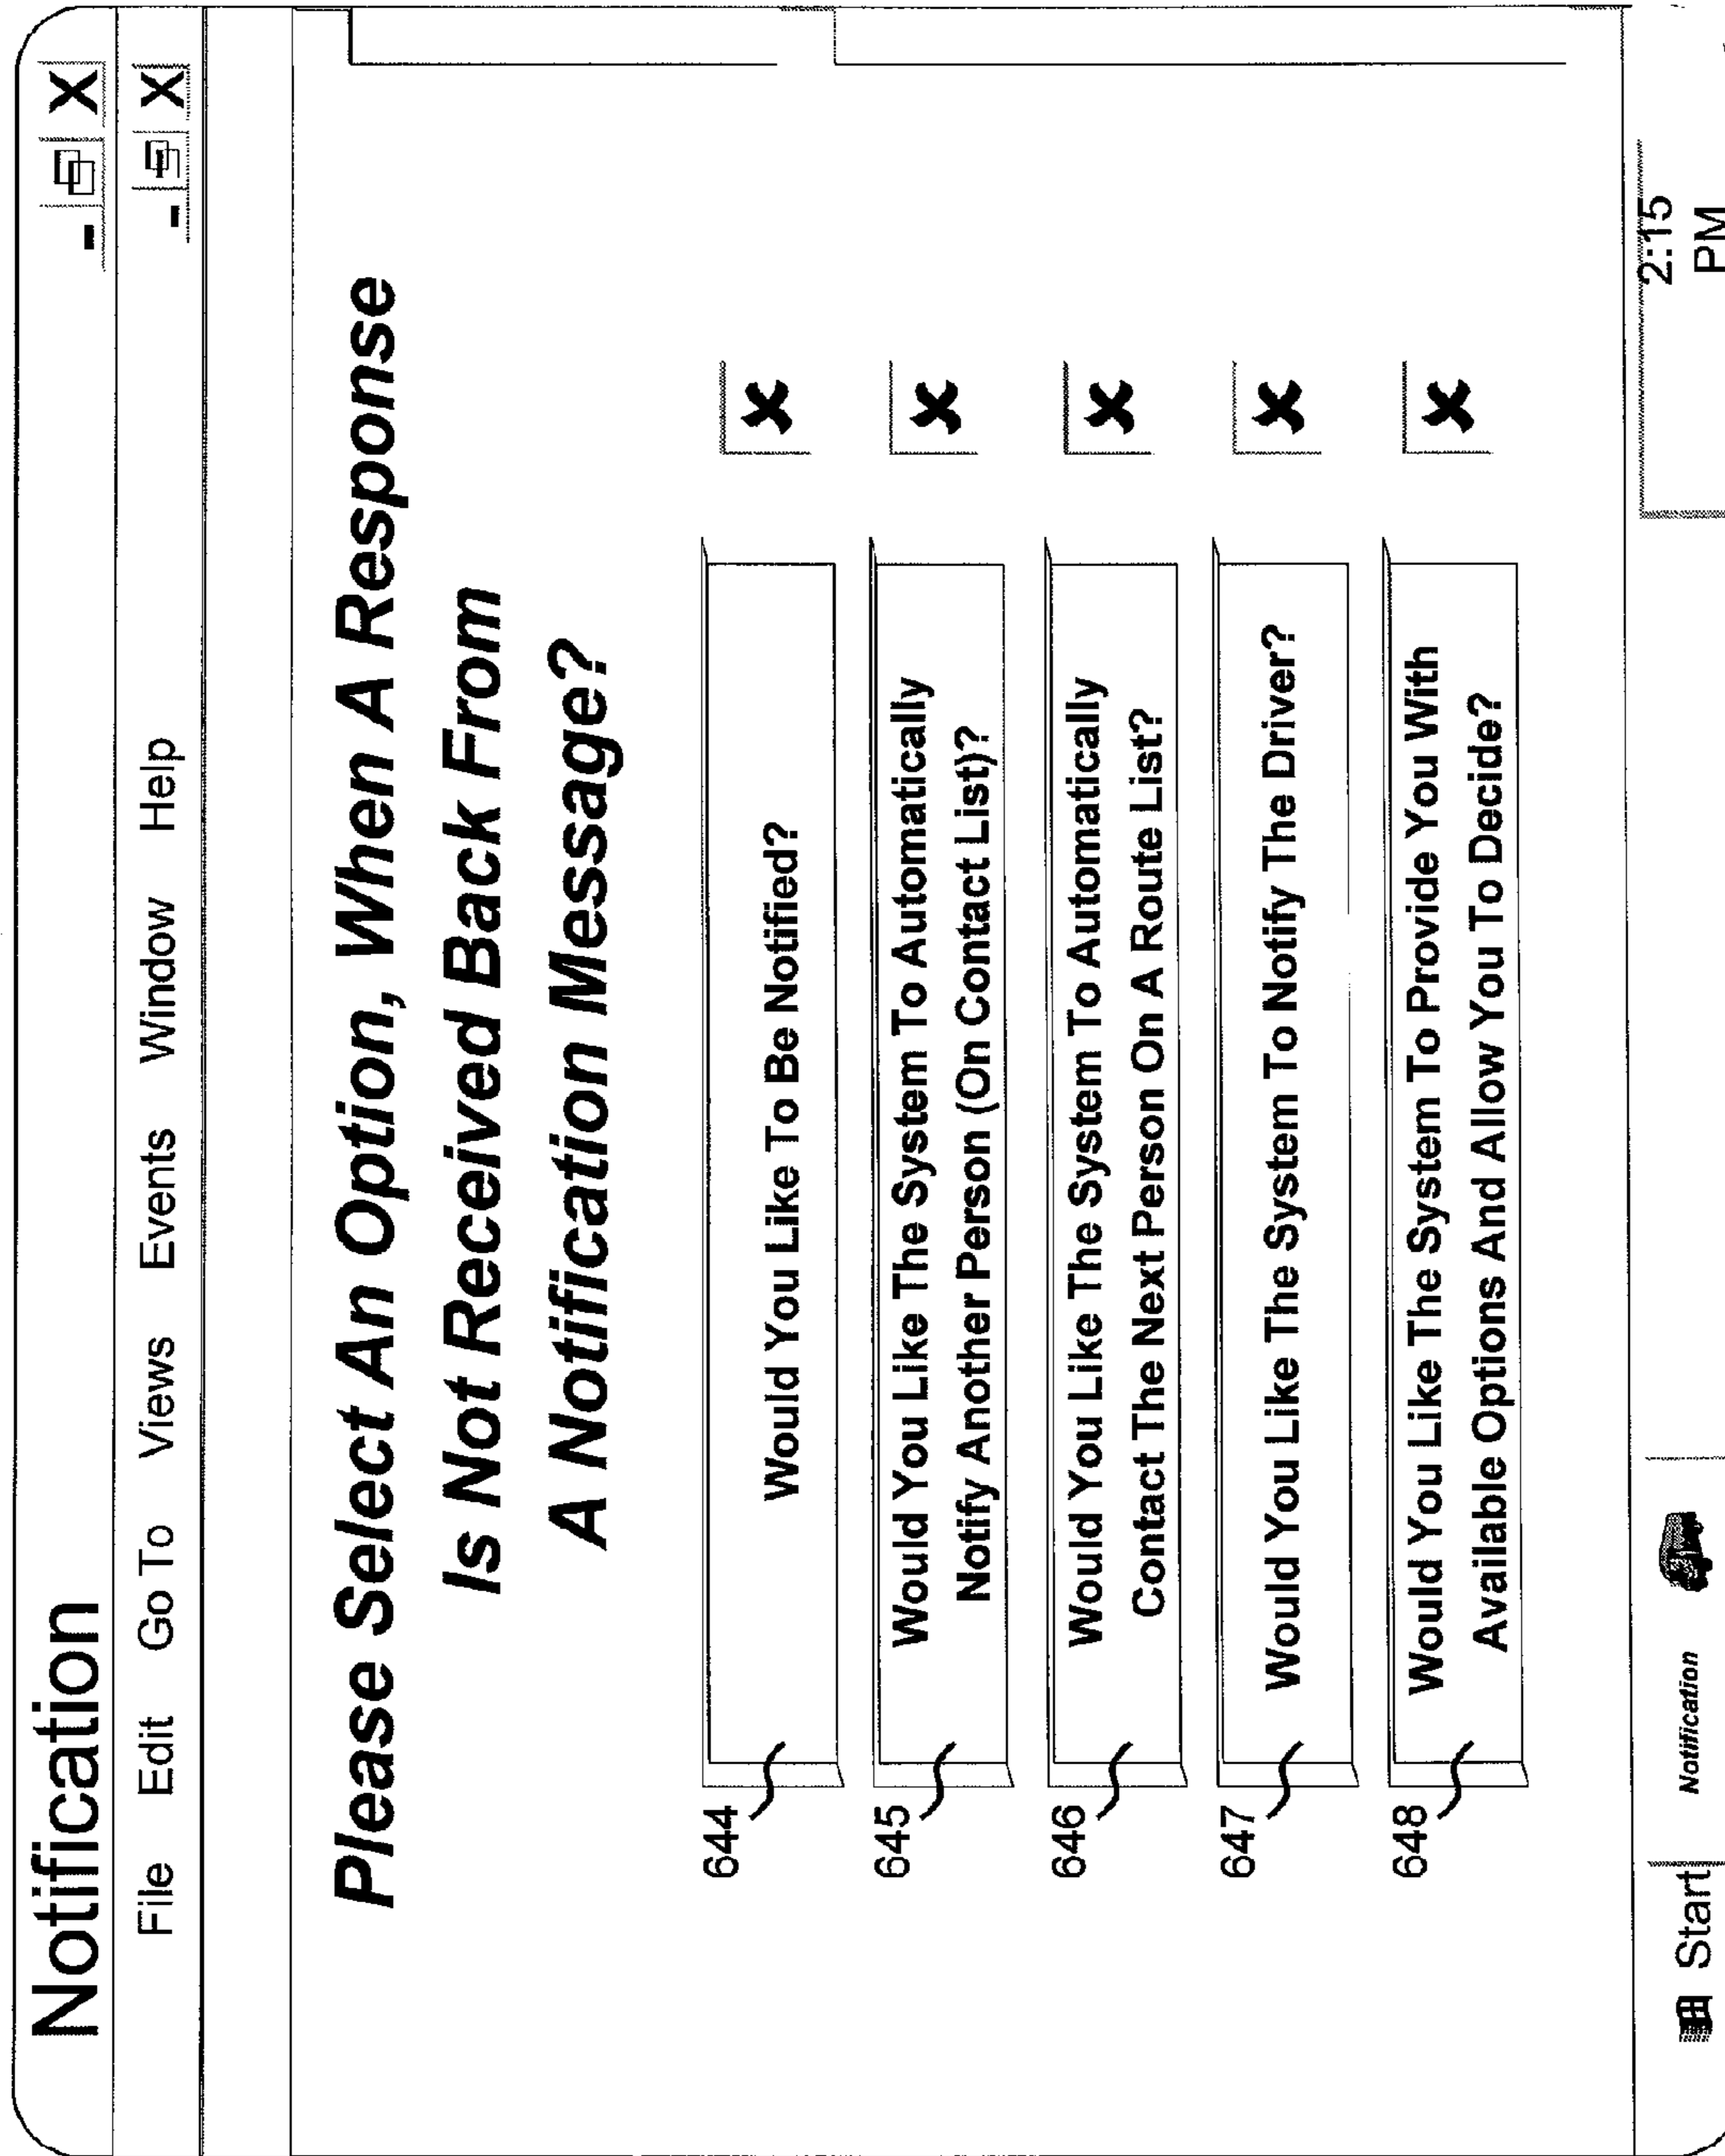 Notification
File Edit Go To Views Events Window Help
Please Select An Option, When A Response
Is Not Received Back From
A Notification Message?
644
Would You Like To Be Notified?
645
Would You Like The System To Automatically
Notify Another Person (On Contact List)?
646
Would You Like The System To Automatically
Contact The Next Person On A Route List?
647
Would You Like The System To Notify The Driver?
648
Would You Like The System To Provide You With
Available Options And Allow You To Decide?
Start
Notification
2:15
PM